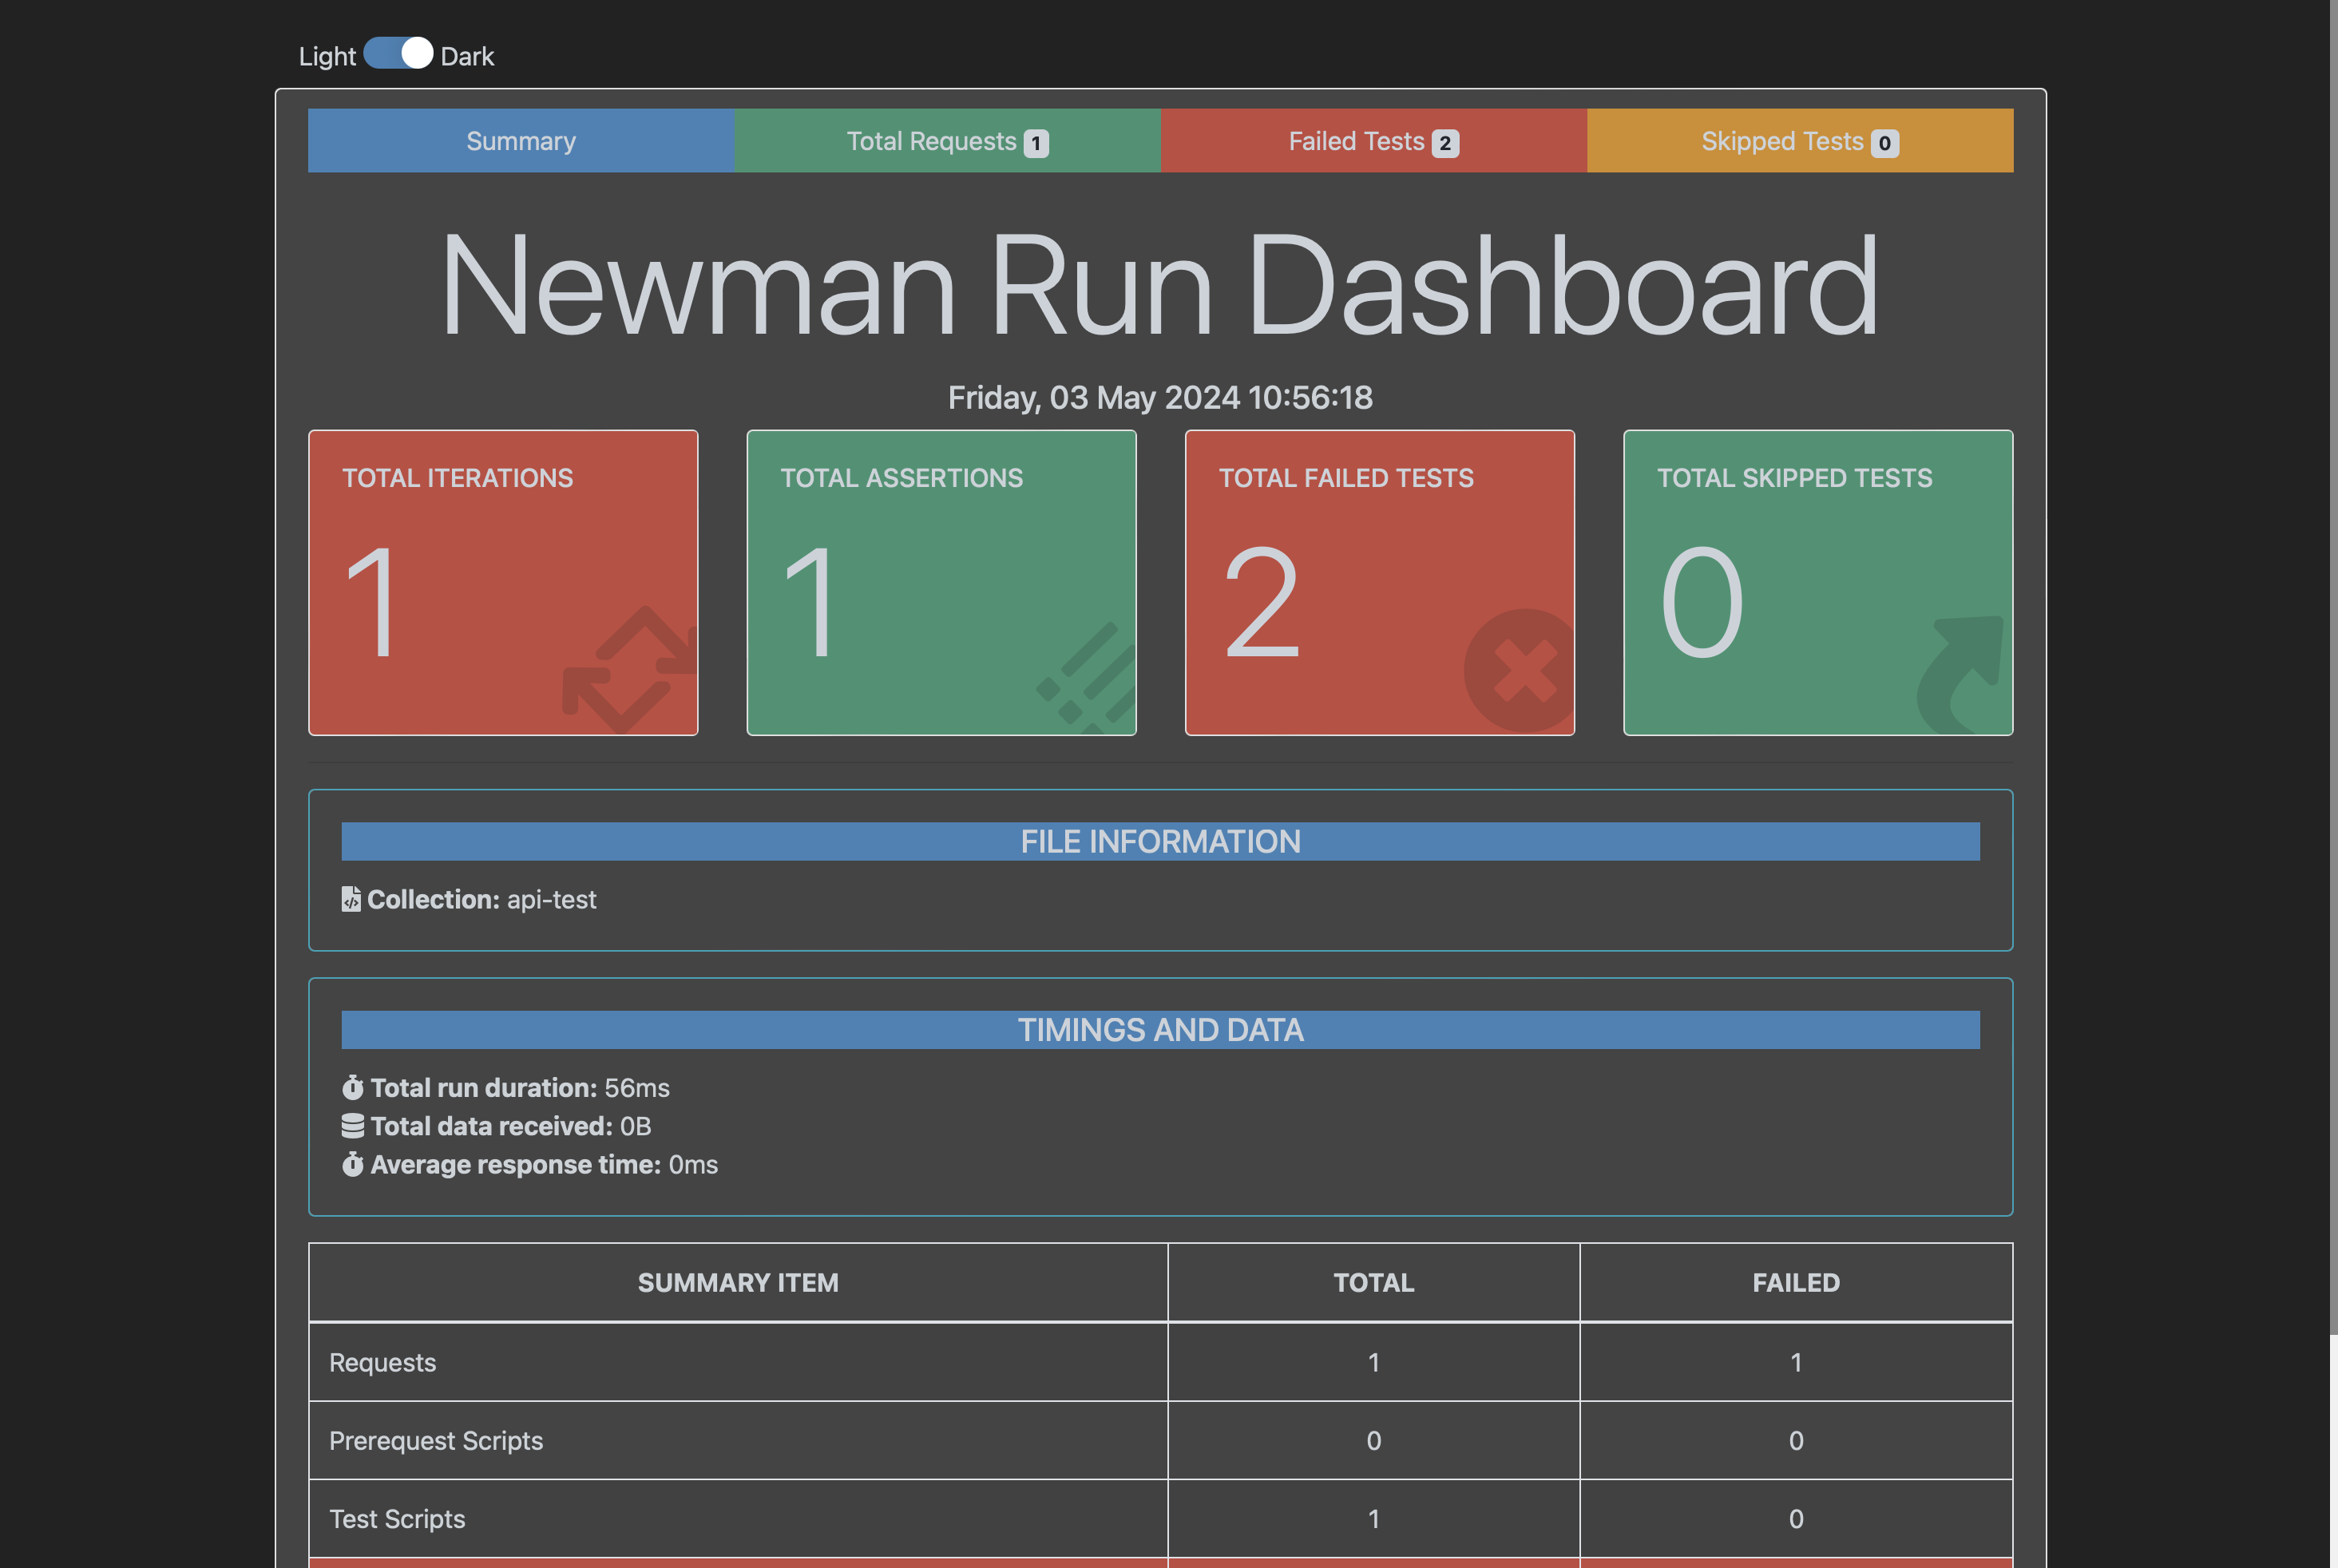 Light Dark
Summary Total Requests 1 Failed Tests 2 Skipped Tests 0
Newman Run Dashboard
Friday, 03 May 2024 10:56:18
TOTAL ITERATIONS TOTAL ASSERTIONS TOTAL FAILED TESTS TOTAL SKIPPED TESTS
1 1 2 0
FILE INFORMATION
Collection: api-test
TIMINGS AND DATA
Total run duration: 56ms
Total data received: 0B
Average response time: 0ms
SUMMARY ITEM TOTAL FAILED
Requests 1 1
Prerequest Scripts 0 0
Test Scripts 1 0